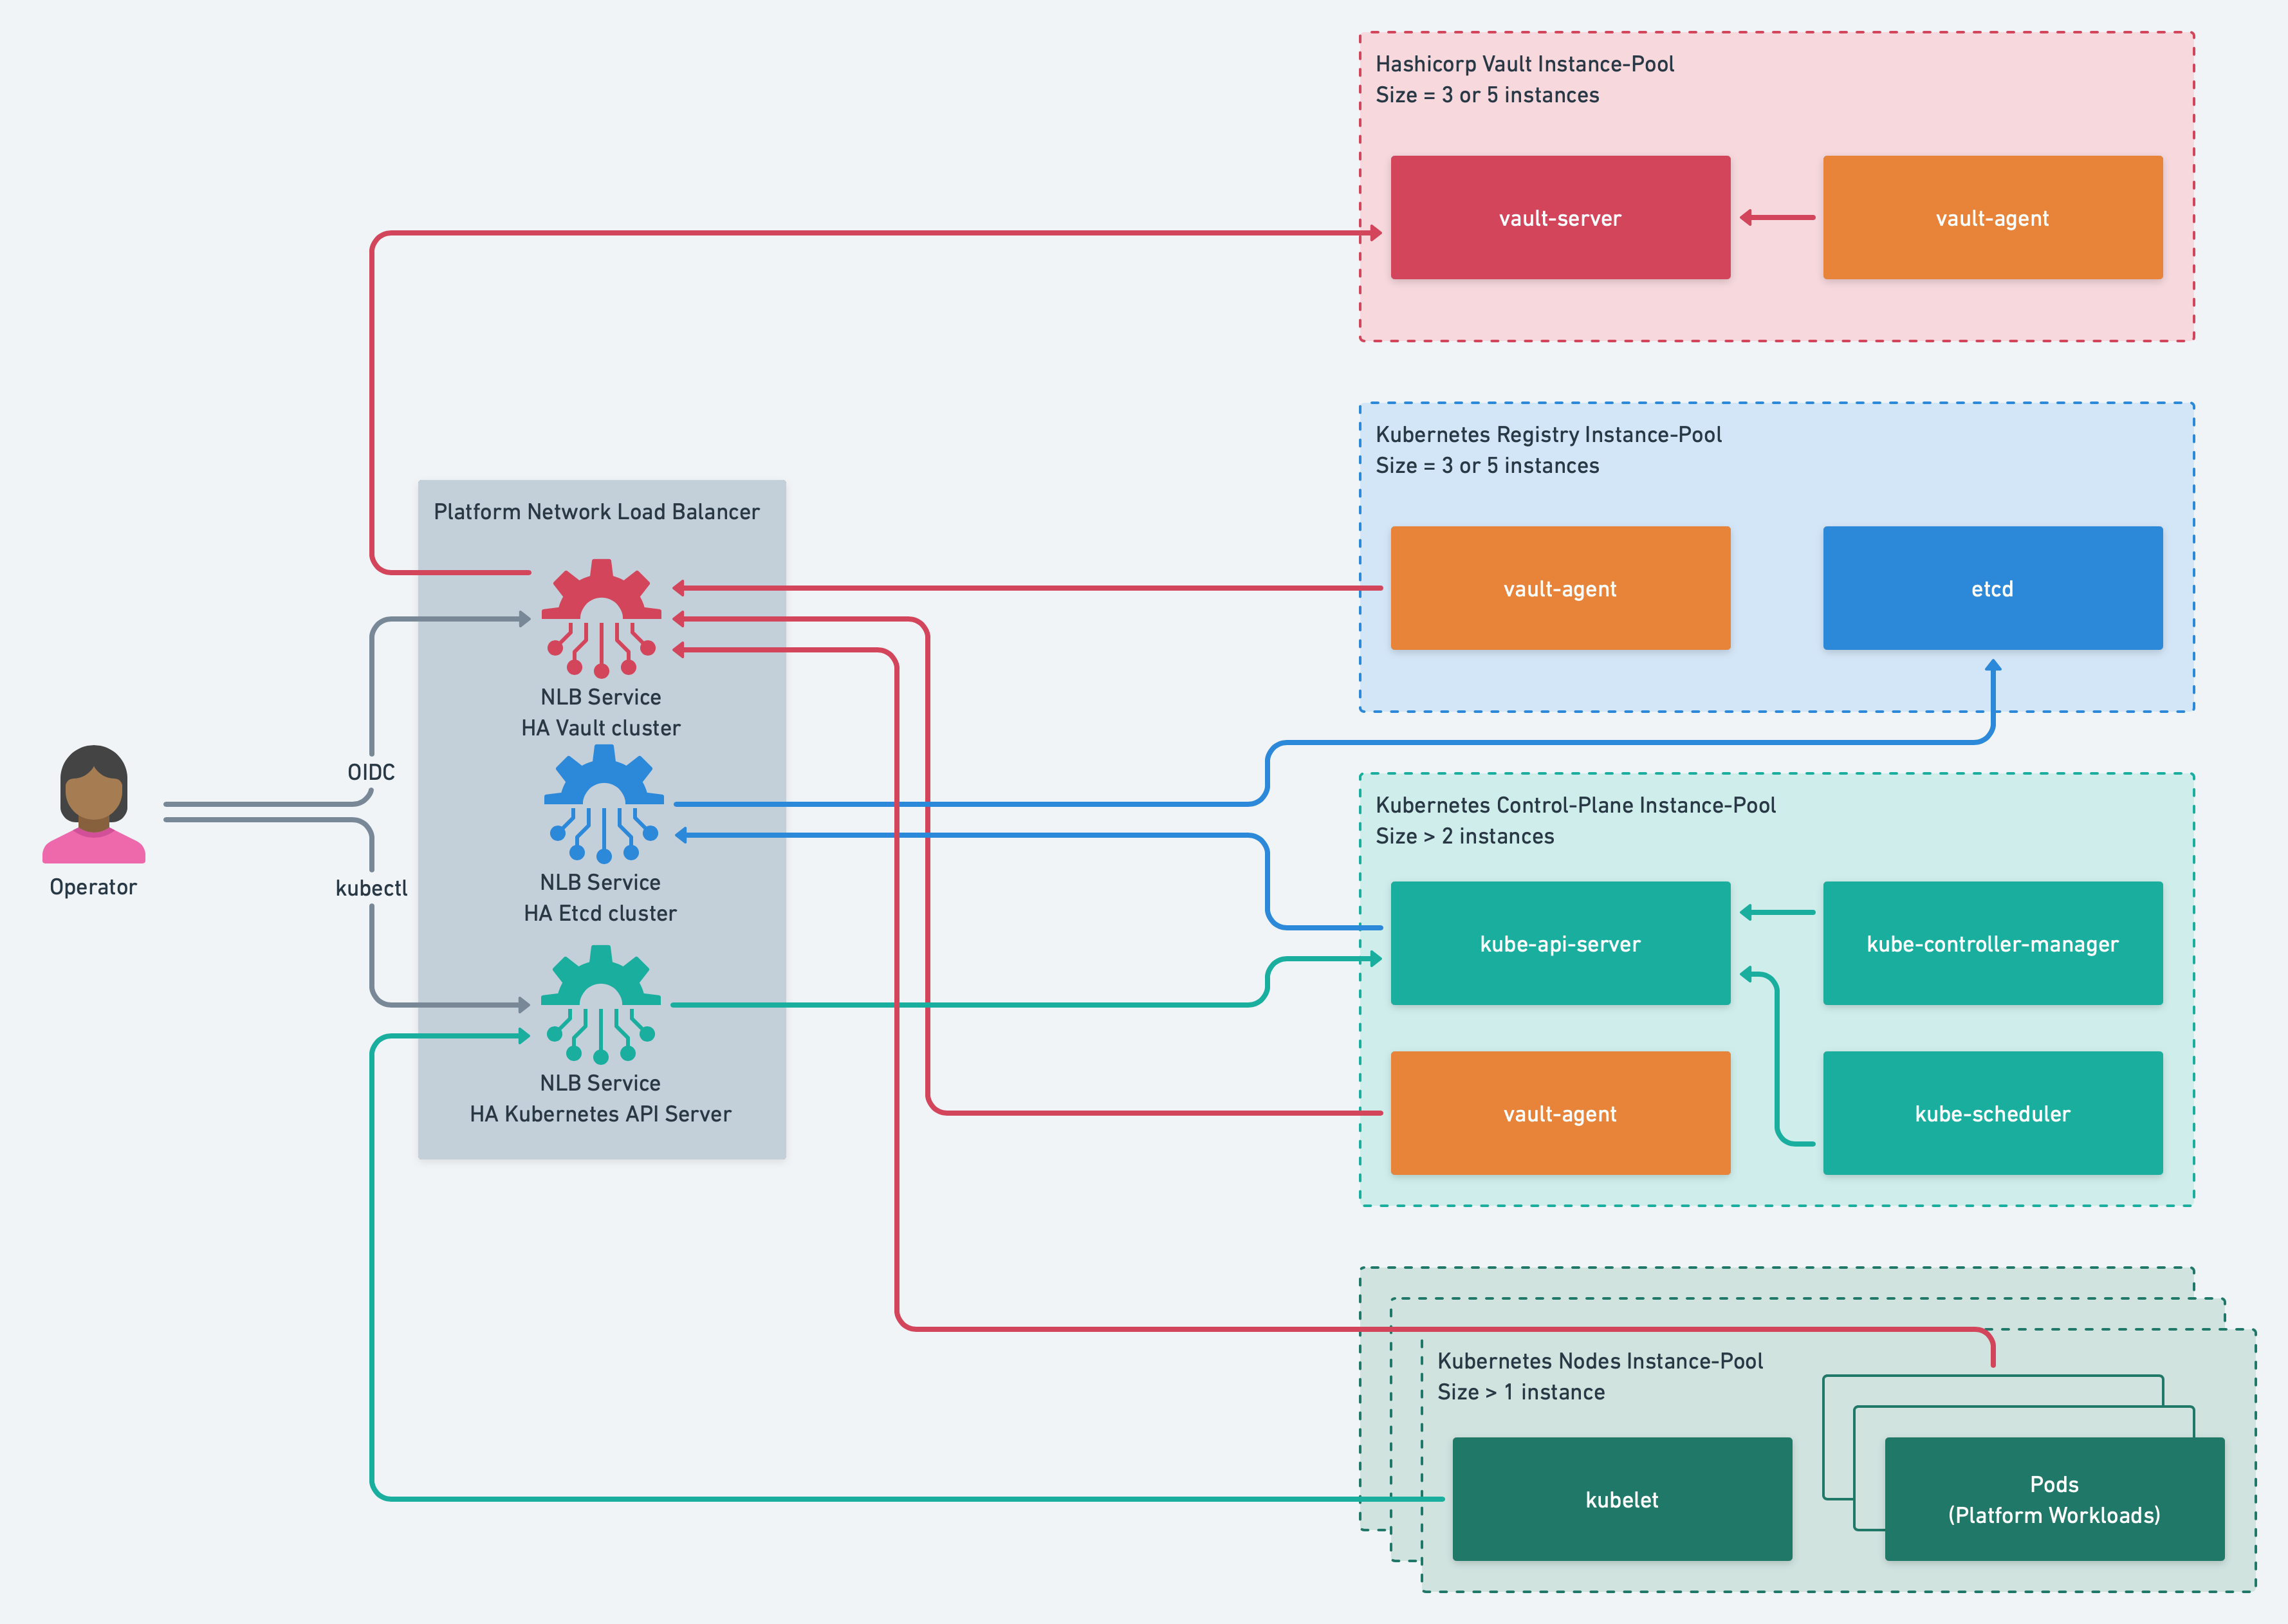 Hashicorp Vault Instance-Pool
Size = 3 or 5 instances
vault-server
vault-agent
Kubernetes Registry Instance-Pool
Size = 3 or 5 instances
vault-agent
etcd
Platform Network Load Balancer
NLB Service
HA Vault cluster
NLB Service
HA Etcd cluster
NLB Service
HA Kubernetes API Server
OIDC
kubectl
Operator
Kubernetes Control-Plane Instance-Pool
Size > 2 instances
kube-api-server
kube-controller-manager
vault-agent
kube-scheduler
Kubernetes Nodes Instance-Pool
Size > 1 instance
kubelet
Pods
(Platform Workloads)